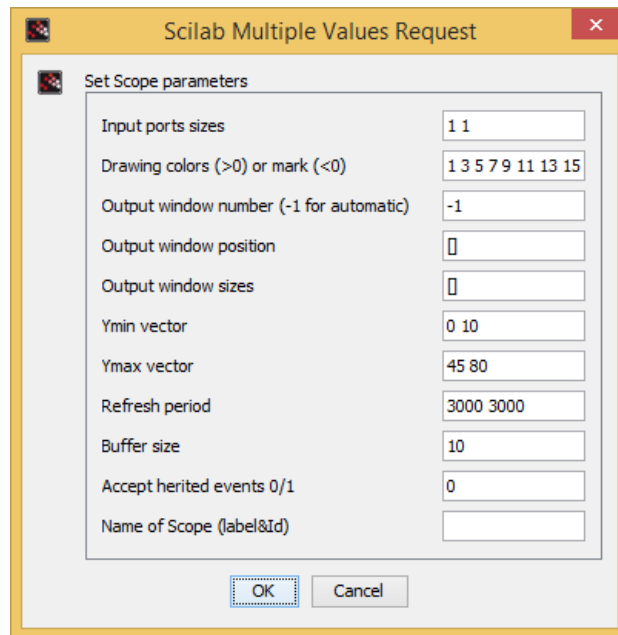 Scilab Multiple Values Request
Set Scope parameters
Input ports sizes 1 1
Drawing colors (>0) or mark (<0) 1 3 5 7 9 11 13 15
Output window number (-1 for automatic) -1
Output window position []
Output window sizes []
Ymin vector 0 10
Ymax vector 45 80
Refresh period 3000 3000
Buffer size 10
Accept herited events 0/1 0
Name of Scope (label&Id)
OK Cancel